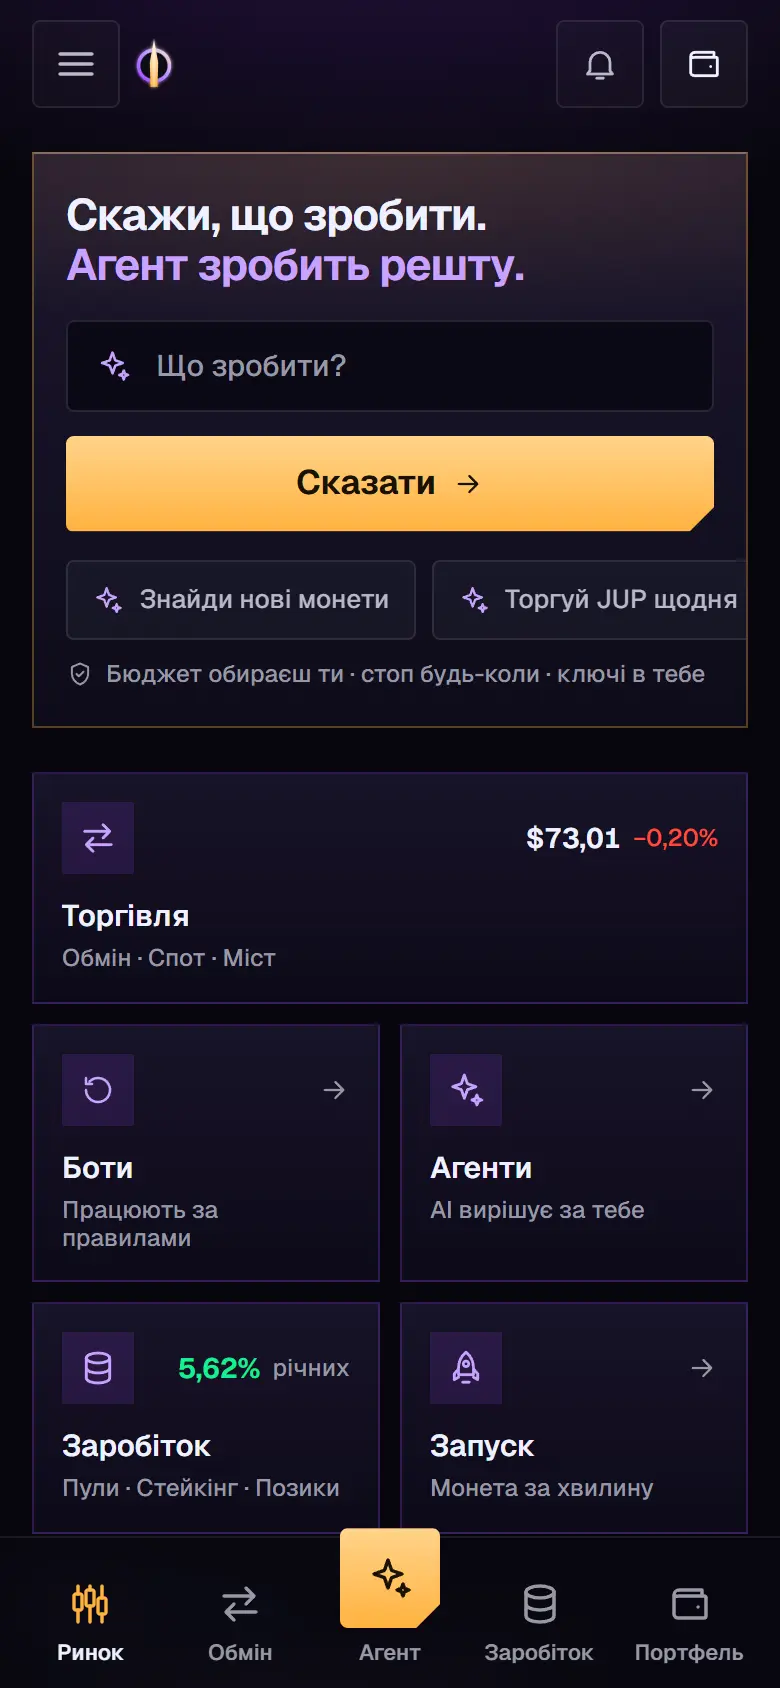 Скажи, що зробити.
Агент зробить решту.
Що зробити?
Сказати
Знайди нові монети
Торгуй JUP щодня
Бюджет обираєш ти · стоп будь-коли · ключі в тебе
$73,01 −0,20%
Торгівля
Обмін · Спот · Міст
Боти
Працюють за
правилами
Агенти
AI вирішує за тебе
5,62% річних
Заробіток
Пули · Стейкінг · Позики
Запуск
Монета за хвилину
Ринок
Обмін
Агент
Заробіток
Портфель